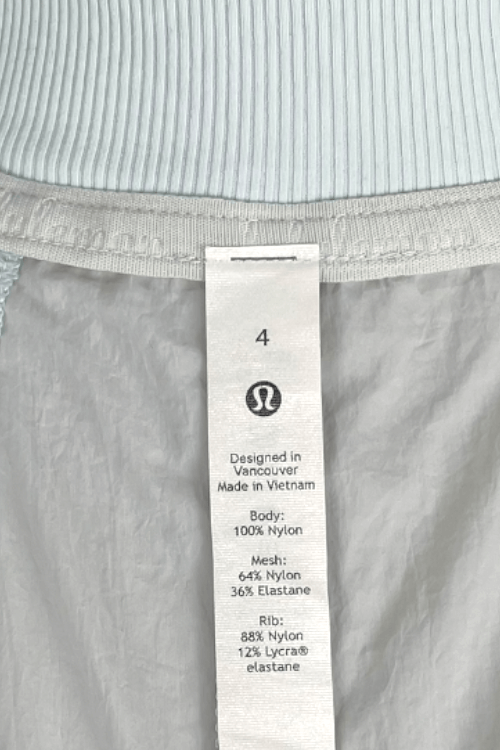 lululemon
4
Designed in
Vancouver
Made in Vietnam
Body:
100% Nylon
Mesh:
64% Nylon
36% Elastane
Rib:
88% Nylon
12% Lycra®
elastane